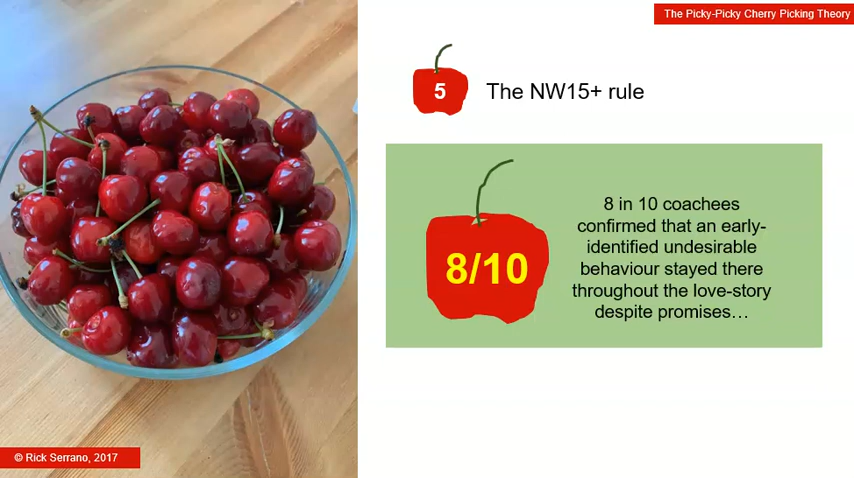 The Picky-Picky Cherry Picking Theory
5
The NW15+ rule
8/10
8 in 10 coachees
confirmed that an early-
identified undesirable
behaviour stayed there
throughout the love-story
despite promises…
© Rick Serrano, 2017